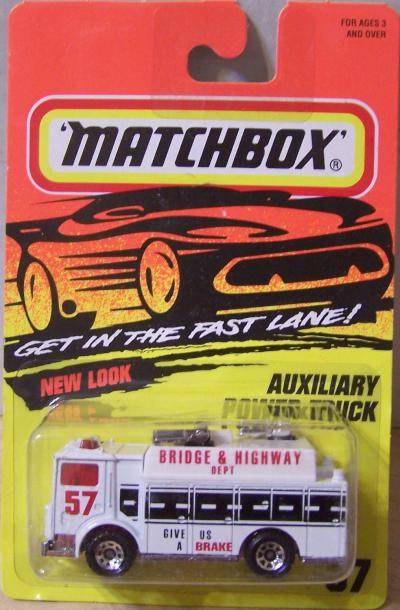 FOR AGES 3
AND OVER
'MATCHBOX'®
GET IN THE FAST LANE!
NEW LOOK
AUXILIARY
POWER TRUCK
BRIDGE & HIGHWAY
DEPT
57
GIVE US
A BRAKE
57